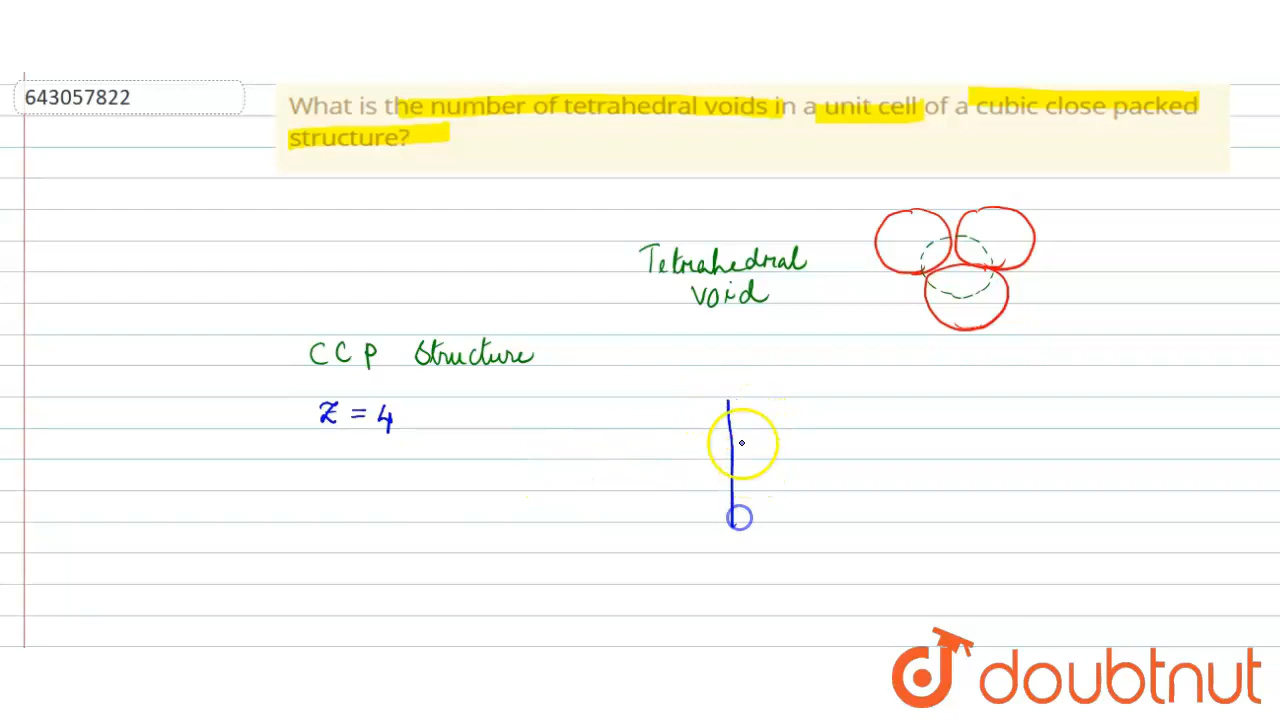 643057822
What is the number of tetrahedral voids in a unit cell of a cubic close packed
structure?
Tetrahedral
void
CCP Structure
Z = 4
doubtnut